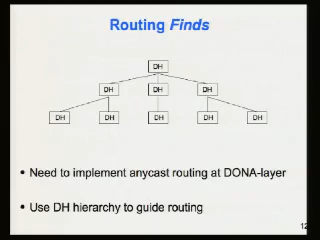 Routing Finds
DH
DH DH DH
DH DH DH DH DH
• Need to implement anycast routing at DONA-layer
• Use DH hierarchy to guide routing
12